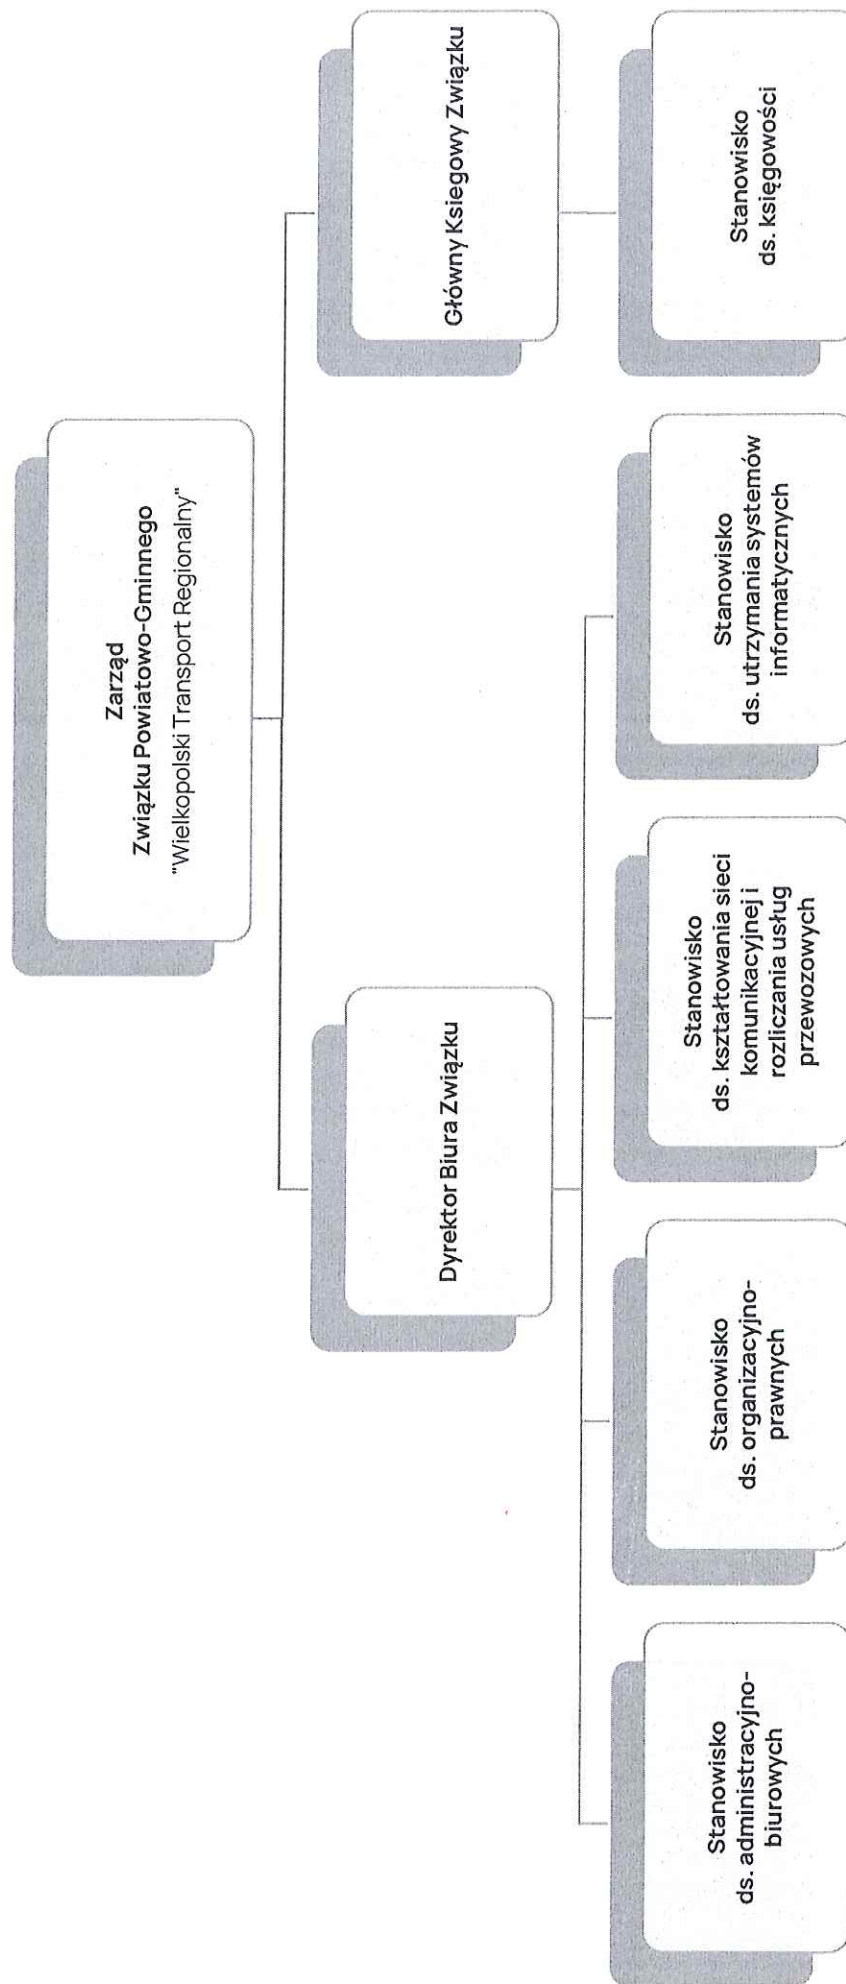 Zarząd
Związku Powiatowo-Gminnego
"Wielkopolski Transport Regionalny"
Dyrektor Biura Związku
Główny Ksiegowy Związku
Stanowisko
ds. administracyjno-
biurowych
Stanowisko
ds. organizacyjno-
prawnych
Stanowisko
ds. kształtowania sieci
komunikacyjnej i
rozliczania usług
przewozowych
Stanowisko
ds. utrzymania systemów
informatycznych
Stanowisko
ds. księgowości